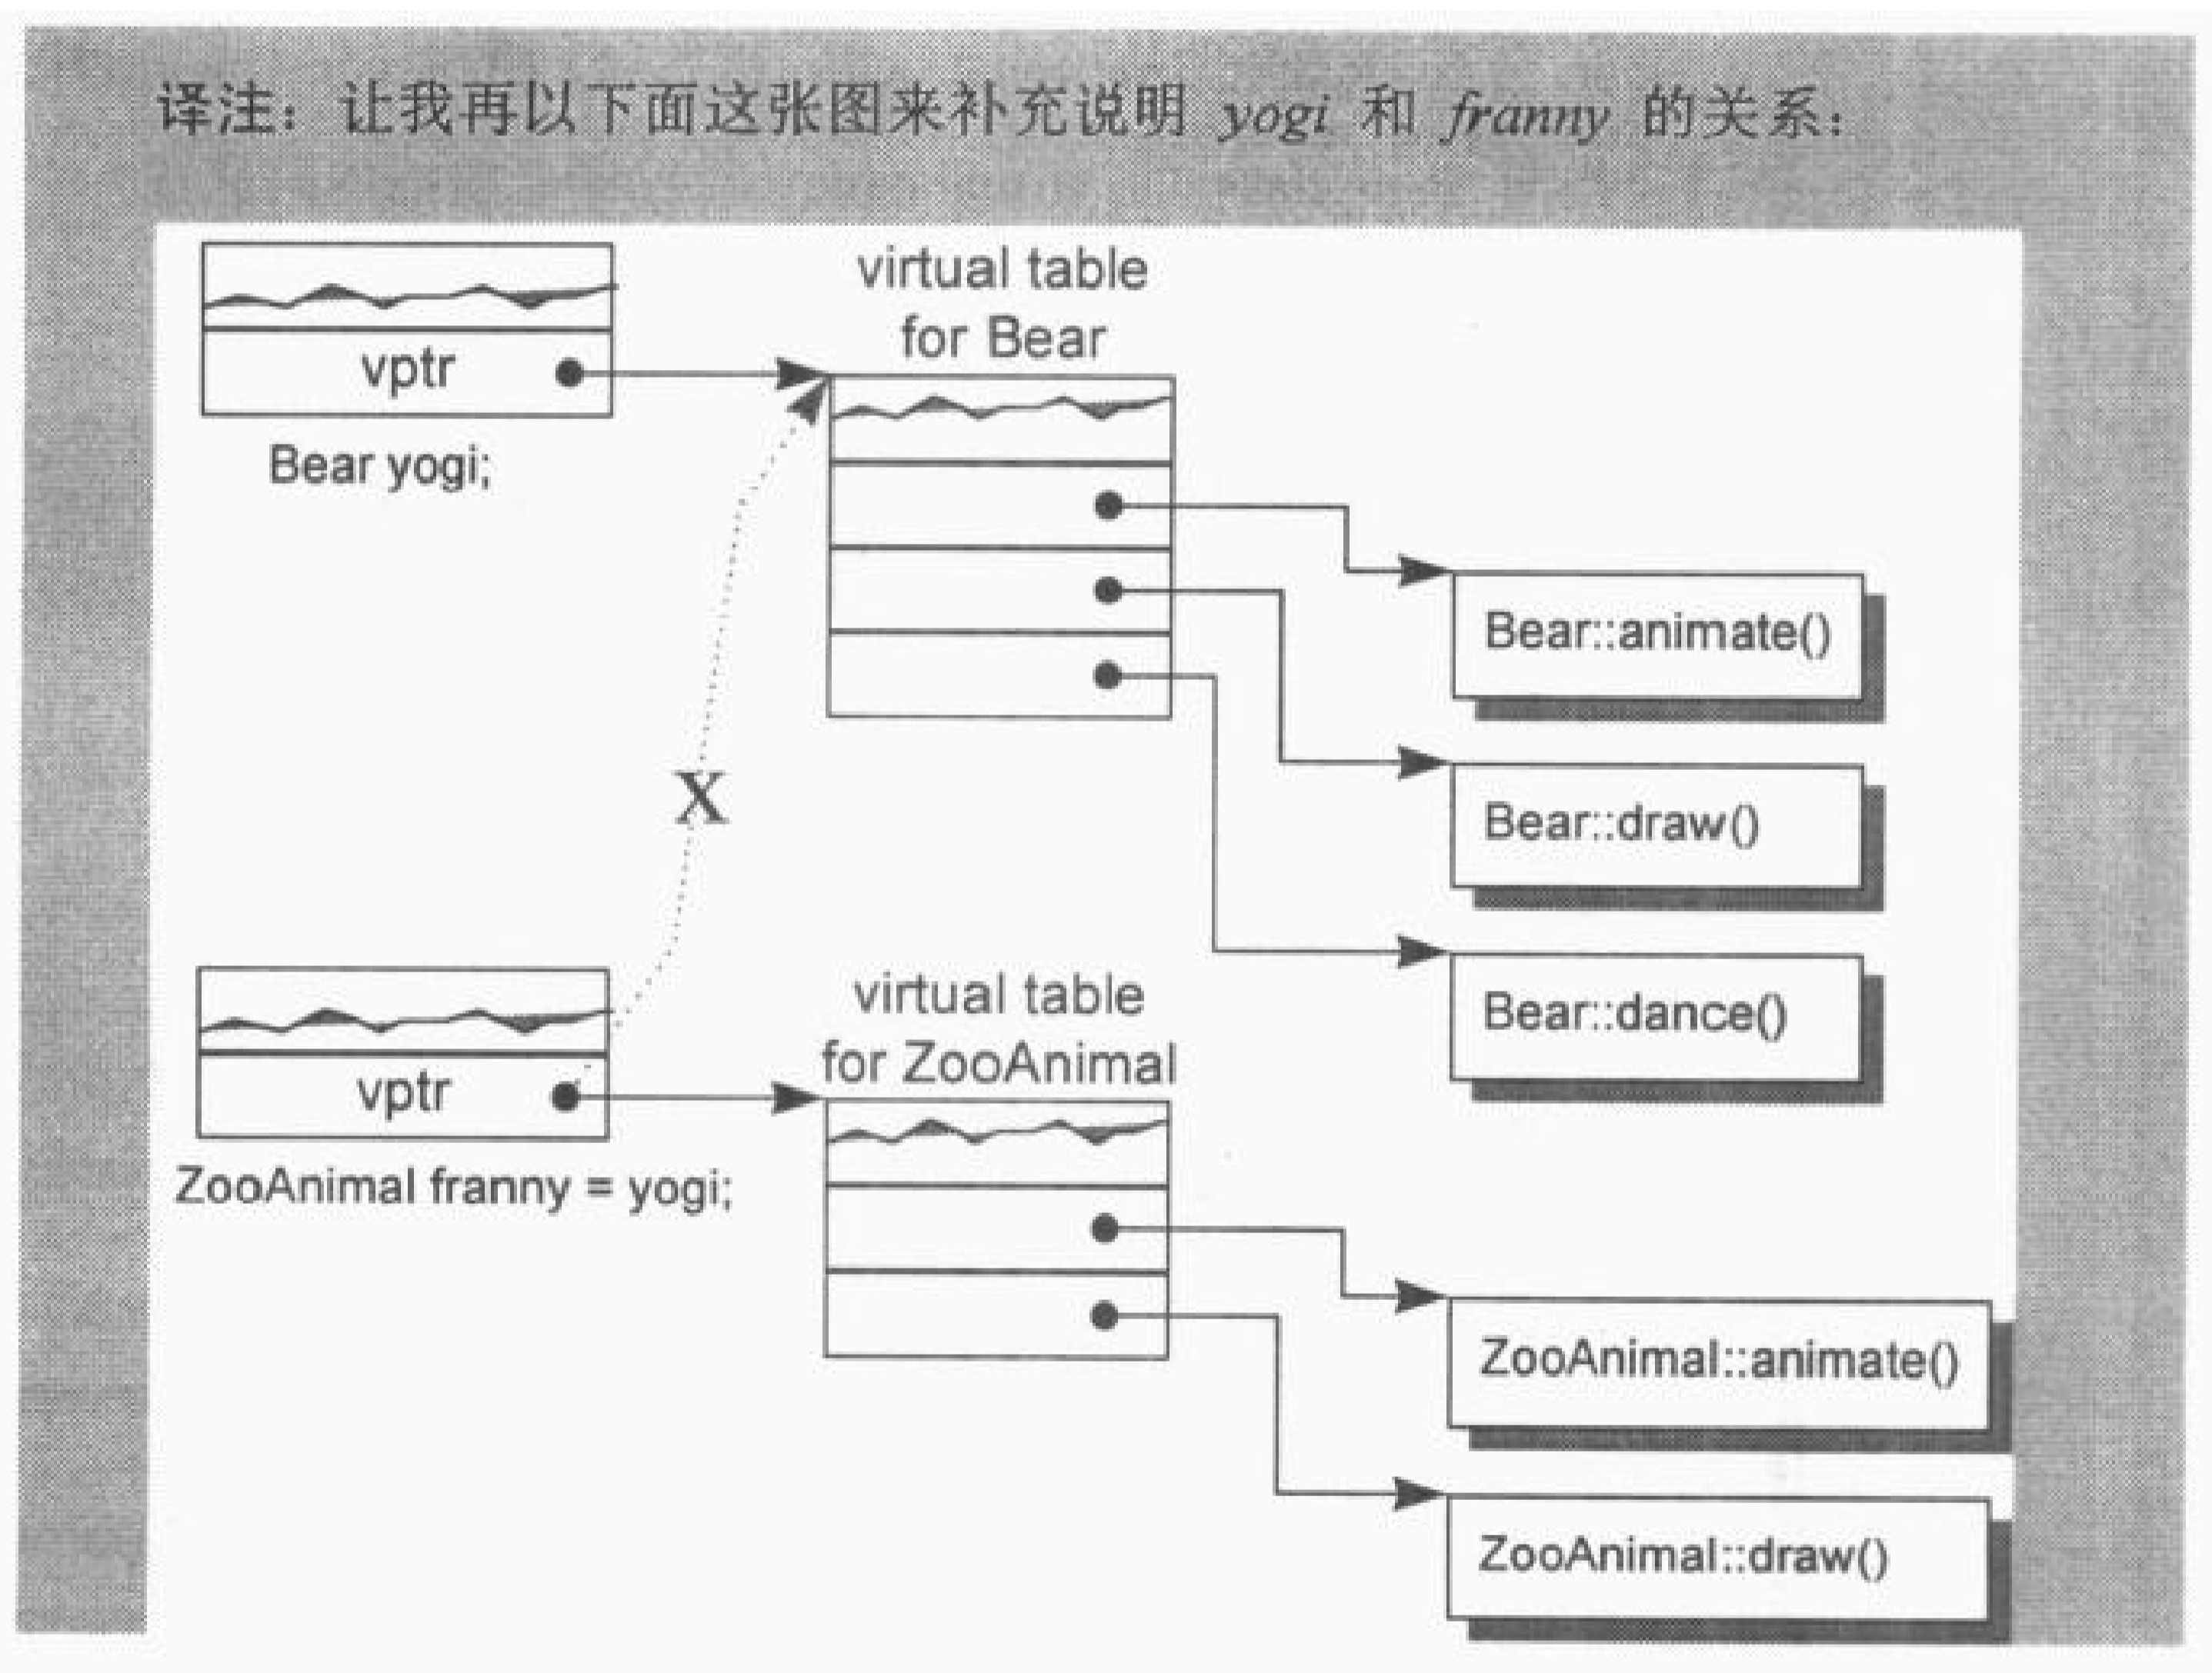 译注：让我再以下面这张图来补充说明 yogi 和 franny 的关系：
virtual table
for Bear
vptr
Bear yogi;
Bear::animate()
Bear::draw()
X
Bear::dance()
virtual table
for ZooAnimal
vptr
ZooAnimal franny = yogi;
ZooAnimal::animate()
ZooAnimal::draw()